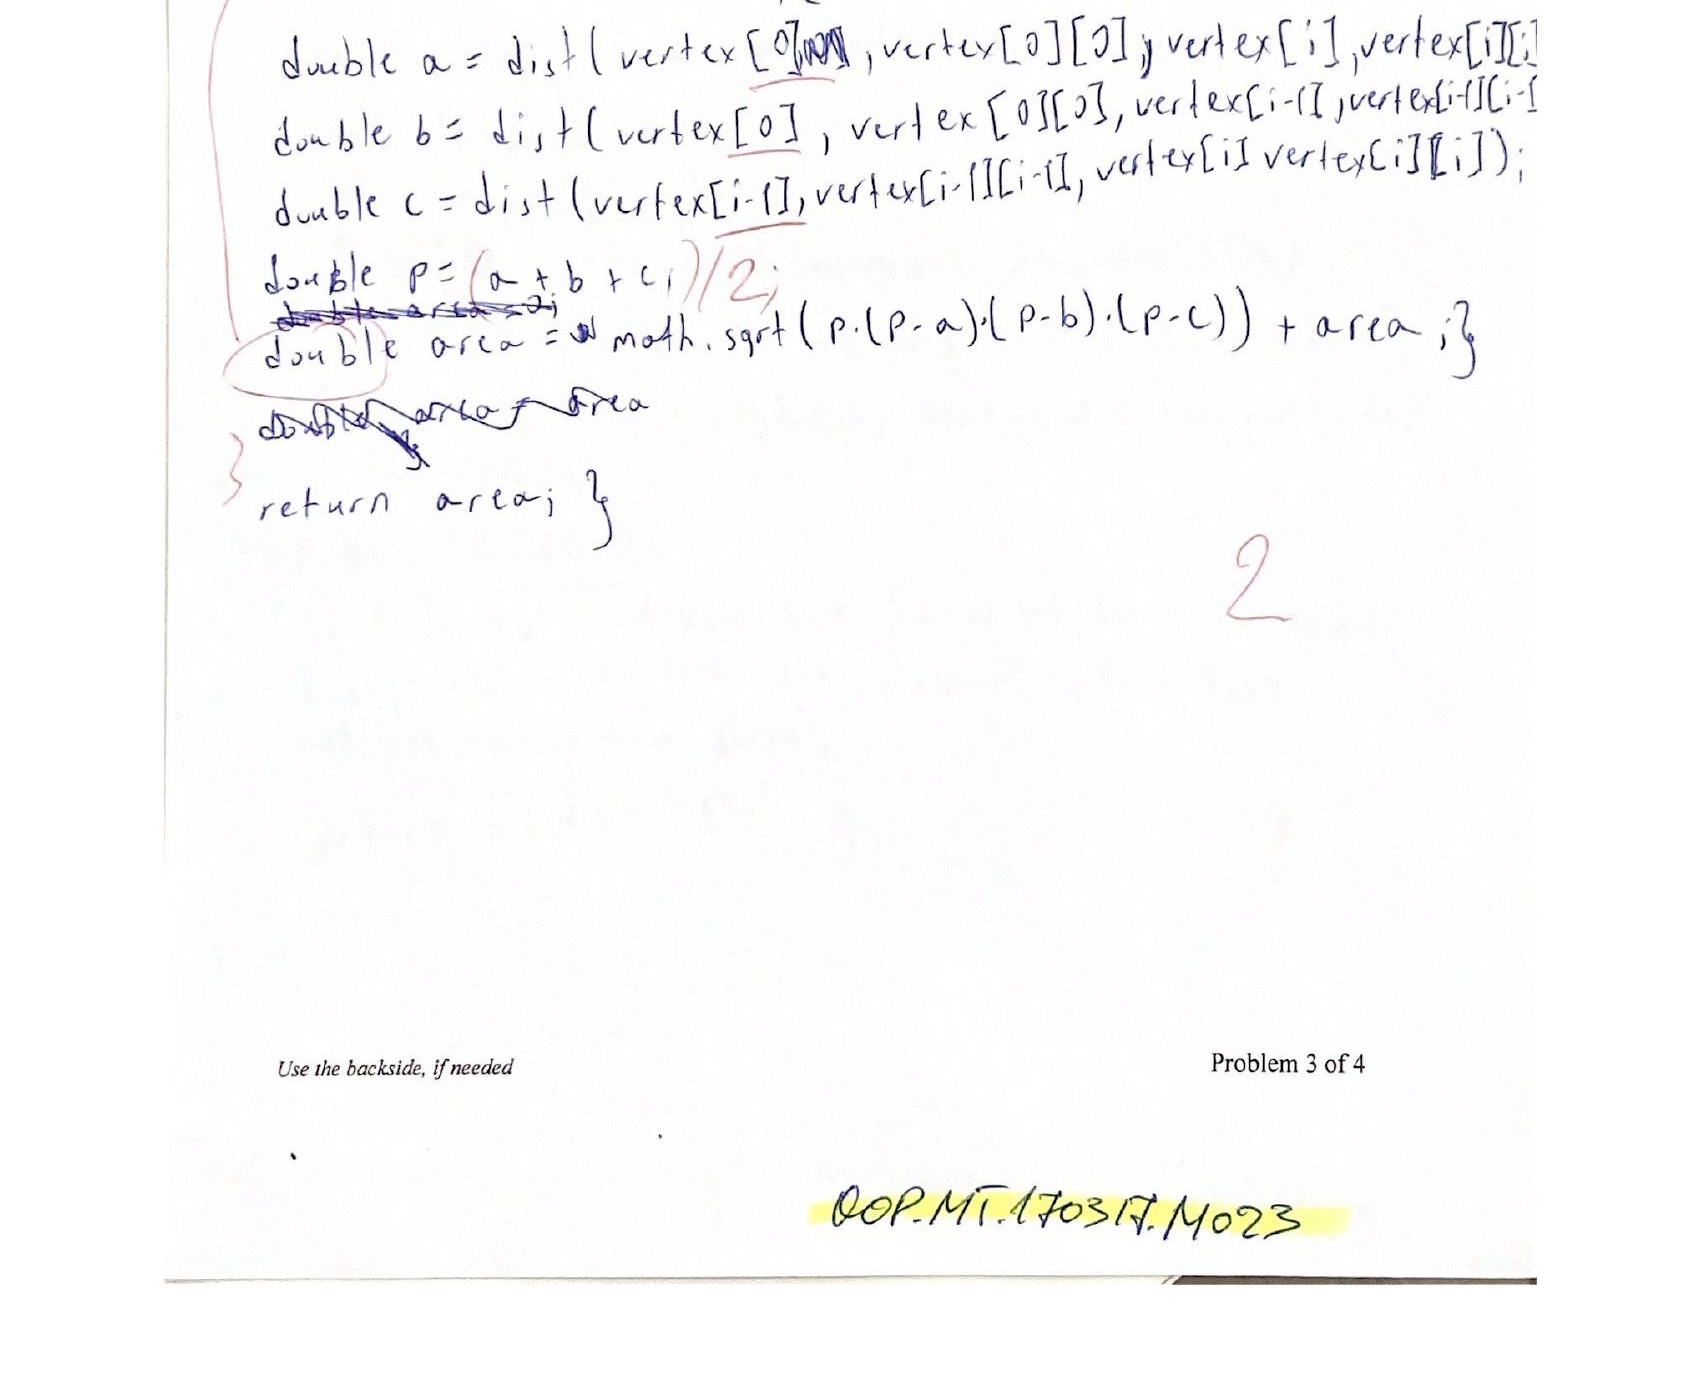 double a = dist ( vertex [0] , vertex[0][0], vertex[i], vertex[i][i]
double b = dist ( vertex[0] , vertex [0][0], vertex[i-1], vertex[i-1][i-1
double c = dist ( vertex[i-1], vertex[i-1][i-1], vertex[i] vertex[i][i]);
double p = (a + b + c;)/2;
double area = math. sqrt ( p.(p-a).( p-b).(p-c)) + area ;}
area = area
}
return area; }
2
Use the backside, if needed
Problem 3 of 4
OOP.MT.170317.M023